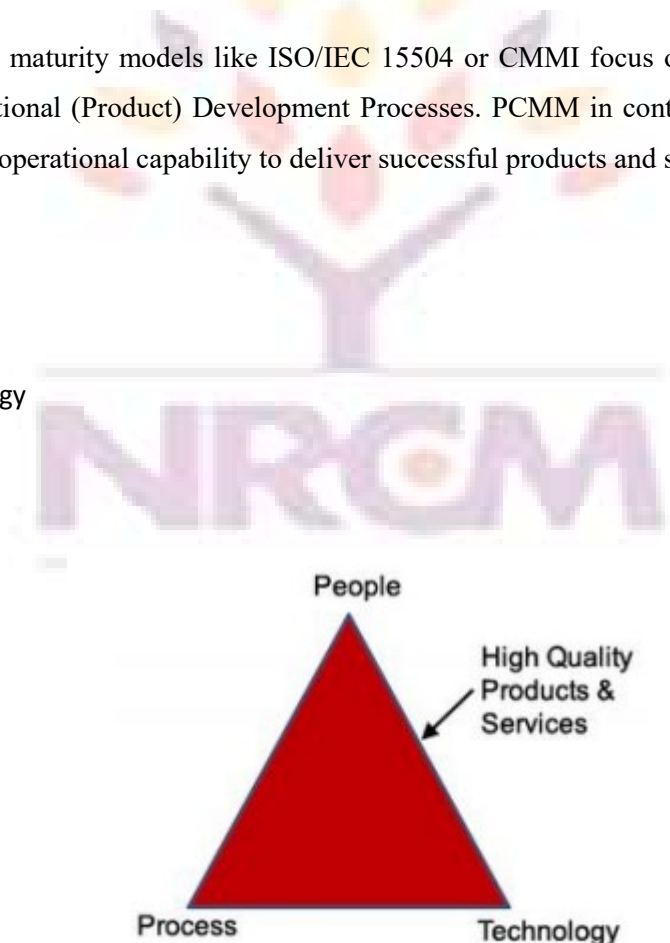 maturity models like ISO/IEC 15504 or CMMI focus
tional (Product) Development Processes. PCMM in cont
operational capability to deliver successful products and s
gy
NRCM
People
High Quality
Products &
Services
Process
Technology